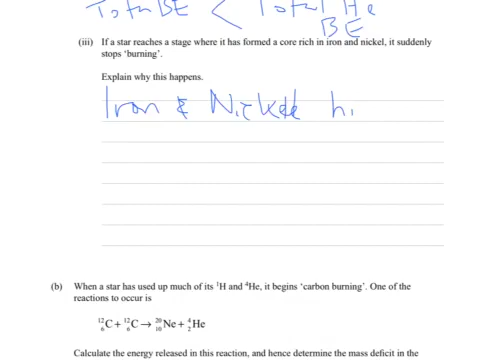 Total BE < Total He
BE
(iii) If a star reaches a stage where it has formed a core rich in iron and nickel, it suddenly
stops 'burning'.
Explain why this happens.
Iron & Nickel hi
(b) When a star has used up much of its ¹H and ⁴He, it begins 'carbon burning'. One of the
reactions to occur is
¹²₆C + ¹²₆C → ²⁰₁₀Ne + ⁴₂He
Calculate the energy released in this reaction, and hence determine the mass deficit in the